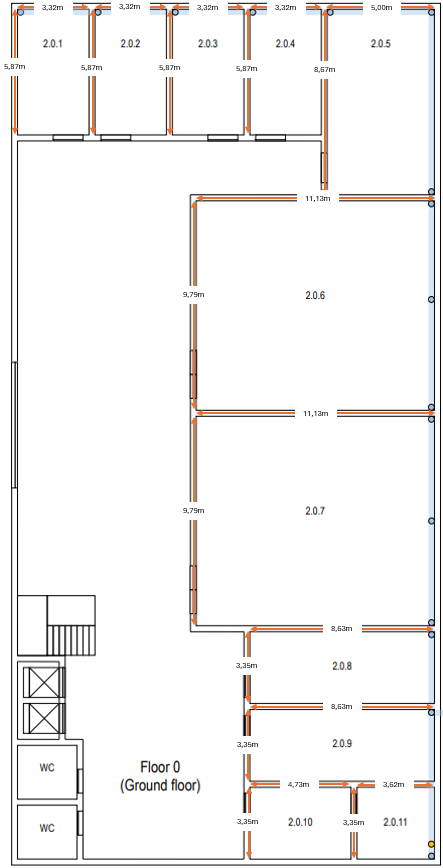 3,32m
3,32m
3,32m
3,32m
5,00m
2.0.1
2.0.2
2.0.3
2.0.4
2.0.5
5,87m
5,87m
5,87m
5,87m
8,67m
11,13m
9,79m
2.0.6
11,13m
9,79m
2.0.7
8,63m
3,35m
2.0.8
8,63m
3,35m
2.0.9
WC
Floor 0
(Ground floor)
4,73m
3,62m
3,35m
2.0.10
3,35m
2.0.11
WC